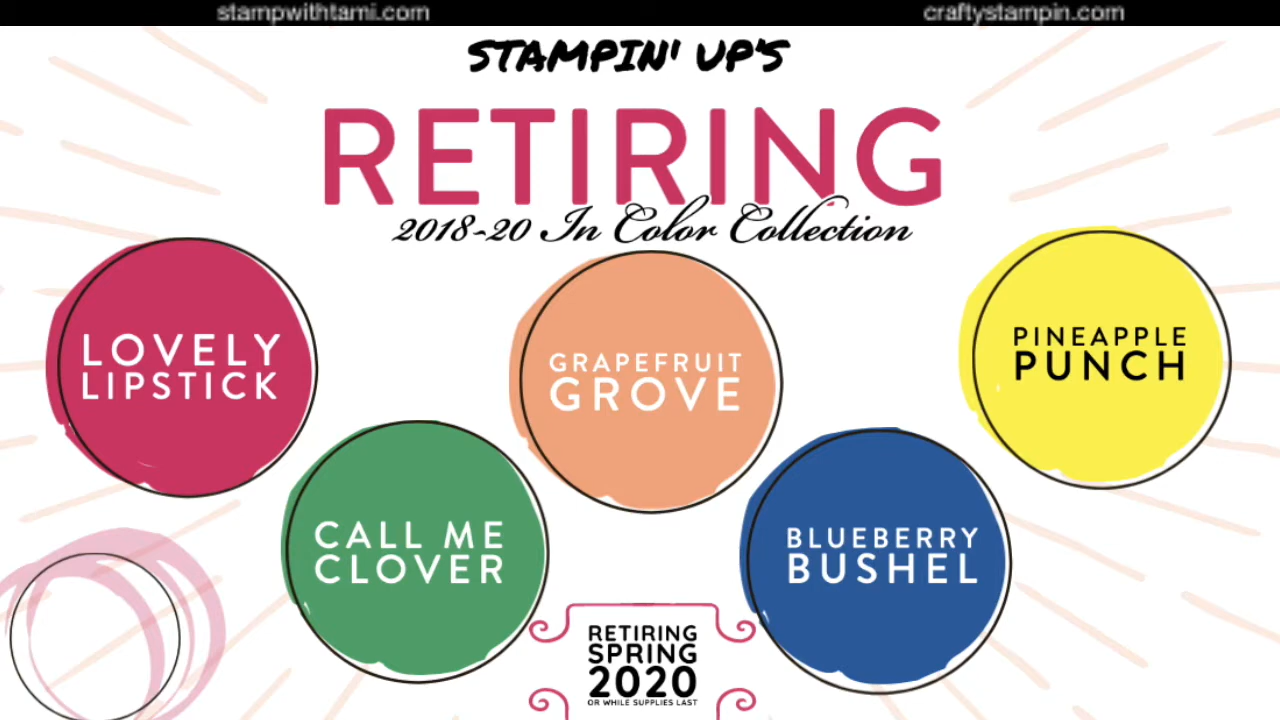 stampwithtami.com
craftystampin.com
STAMPIN' UP'S
RETIRING
2018-20 In Color Collection
LOVELY
LIPSTICK
GRAPEFRUIT
GROVE
PINEAPPLE
PUNCH
CALL ME
CLOVER
BLUEBERRY
BUSHEL
RETIRING
SPRING
2020
OR WHILE SUPPLIES LAST